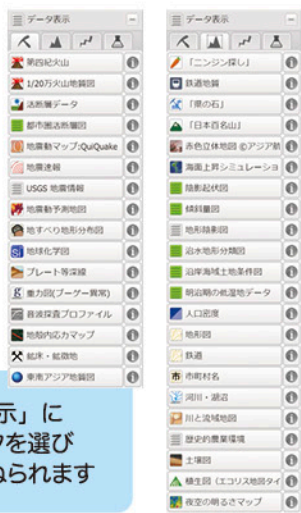 データ表示
第四紀火山
1/20万火山地質図
活断層データ
都市圏活断層図
地震動マップ:QuiQuake
地震速報
USGS 地震情報
地震動予測地図
地すべり地形分布図
地球化学図
プレート等深線
重力図(ブーゲー異常)
音波探査プロファイル
地殻内応力マップ
鉱床・鉱徴地
東南アジア地質図
示」に
タを選び
ねられます
データ表示
「ニンジン探し」
鉄道地質
「県の石」
「日本百名山」
赤色立体地図 ©アジア航
海面上昇シミュレーショ
陰影起伏図
傾斜量図
地形陰影図
治水地形分類図
沿岸海域土地条件図
明治期の低湿地データ
人口密度
地形図
鉄道
市町村名
河川・湖沼
川と流域地図
歴史的農業環境
土壌図
植生図 (エコリス地図タイ
夜空の明るさマップ